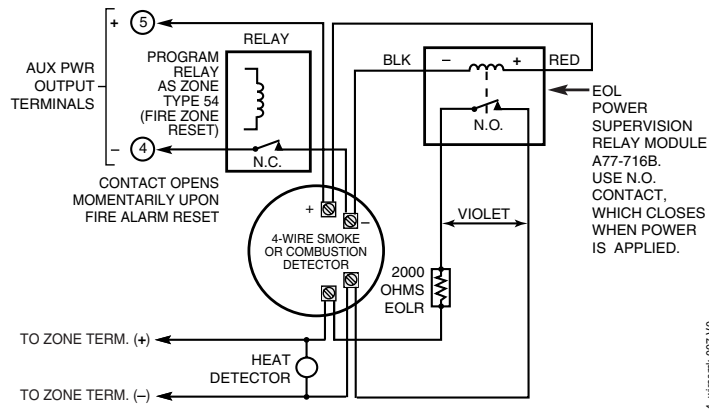 + 5
AUX PWR
OUTPUT
TERMINALS
– 4
RELAY
PROGRAM
RELAY
AS ZONE
TYPE 54
(FIRE ZONE
RESET)
N.C.
CONTACT OPENS
MOMENTARILY UPON
FIRE ALARM RESET
BLK
– +
RED
N.O.
EOL
POWER
SUPERVISION
RELAY MODULE
A77-716B.
USE N.O.
CONTACT,
WHICH CLOSES
WHEN POWER
IS APPLIED.
+ –
4-WIRE SMOKE
OR COMBUSTION
DETECTOR
VIOLET
2000
OHMS
EOLR
TO ZONE TERM. (+)
HEAT
DETECTOR
TO ZONE TERM. (–)